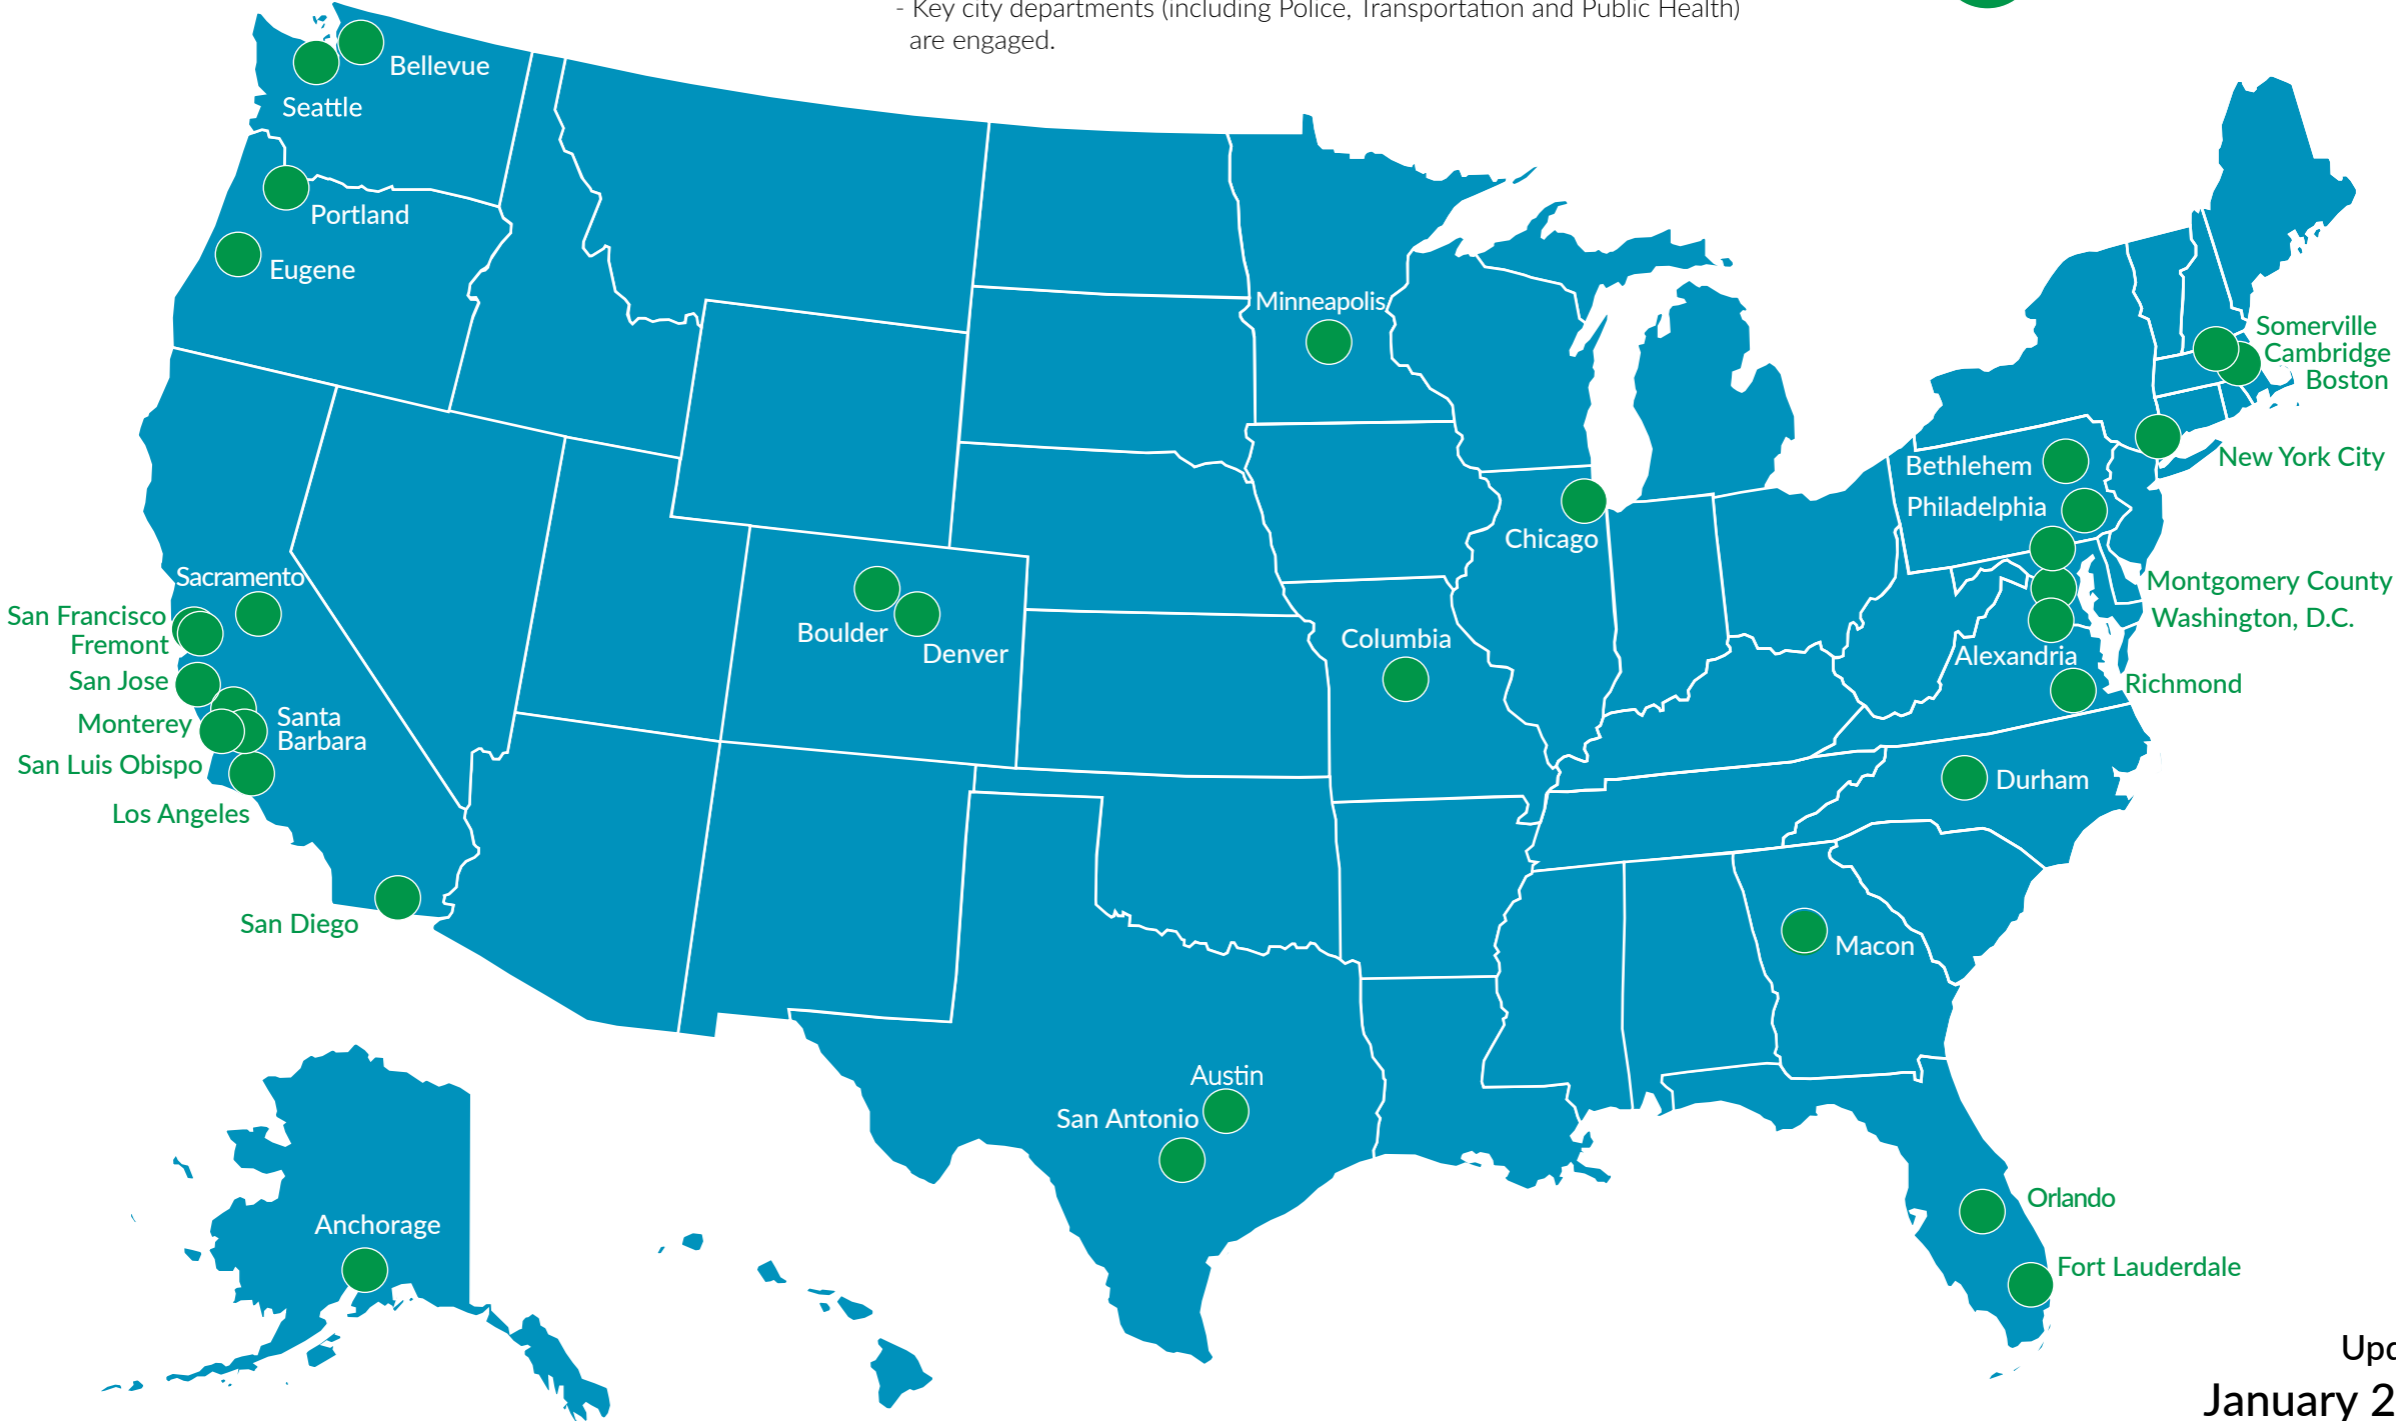 - Key city departments (including Police, Transportation and Public Health)
are engaged.
Bellevue
Seattle
Portland
Eugene
Minneapolis
Somerville
Cambridge
Boston
New York City
Bethlehem
Philadelphia
Chicago
Sacramento
Montgomery County
San Francisco
Washington, D.C.
Fremont
Boulder
Denver
Columbia
Alexandria
San Jose
Richmond
Santa
Barbara
Monterey
San Luis Obispo
Durham
Los Angeles
San Diego
Macon
Austin
San Antonio
Orlando
Anchorage
Fort Lauderdale
January 2